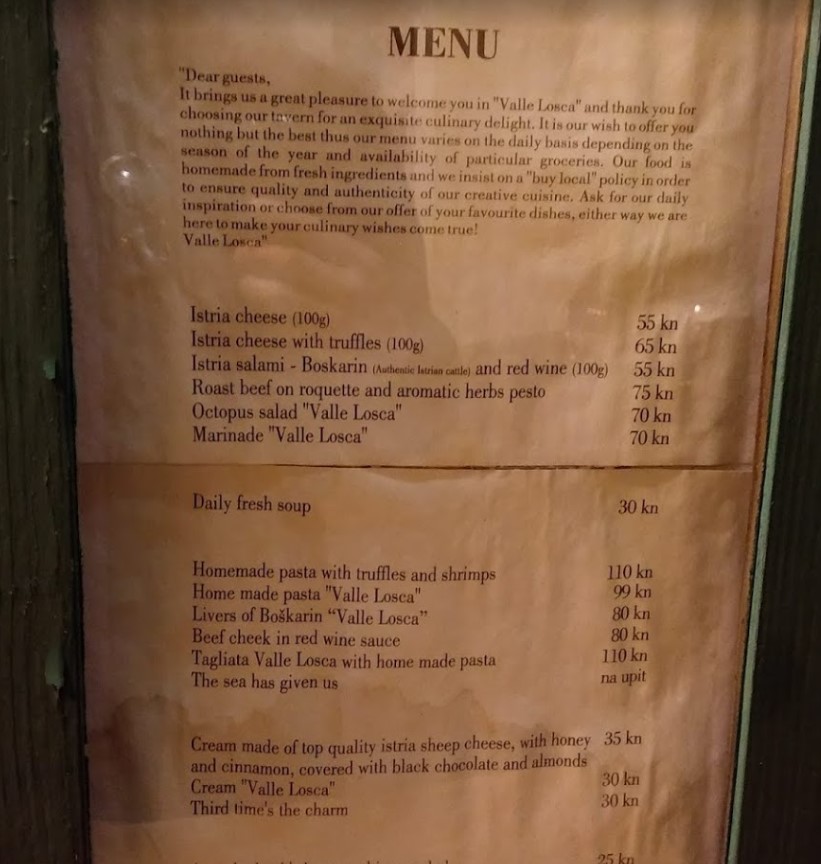 MENU
"Dear guests,
It brings us a great pleasure to welcome you in "Valle Losca" and thank you for
choosing our tavern for an exquisite culinary delight. It is our wish to offer you
nothing but the best thus our menu varies on the daily basis depending on the
season of the year and availability of particular groceries. Our food is
homemade from fresh ingredients and we insist on a "buy local" policy in order
to ensure quality and authenticity of our creative cuisine. Ask for our daily
inspiration or choose from our offer of your favourite dishes, either way we are
here to make your culinary wishes come true!
Valle Losca"
Istria cheese (100g) 55 kn
Istria cheese with truffles (100g) 65 kn
Istria salami - Boskarin (Authentic Istrian cattle) and red wine (100g) 55 kn
Roast beef on roquette and aromatic herbs pesto 75 kn
Octopus salad "Valle Losca" 70 kn
Marinade "Valle Losca" 70 kn
Daily fresh soup 30 kn
Homemade pasta with truffles and shrimps 110 kn
Home made pasta "Valle Losca" 99 kn
Livers of Boškarin “Valle Losca” 80 kn
Beef cheek in red wine sauce 80 kn
Tagliata Valle Losca with home made pasta 110 kn
The sea has given us na upit
Cream made of top quality istria sheep cheese, with honey 35 kn
and cinnamon, covered with black chocolate and almonds
Cream "Valle Losca" 30 kn
Third time's the charm 30 kn
25 kn